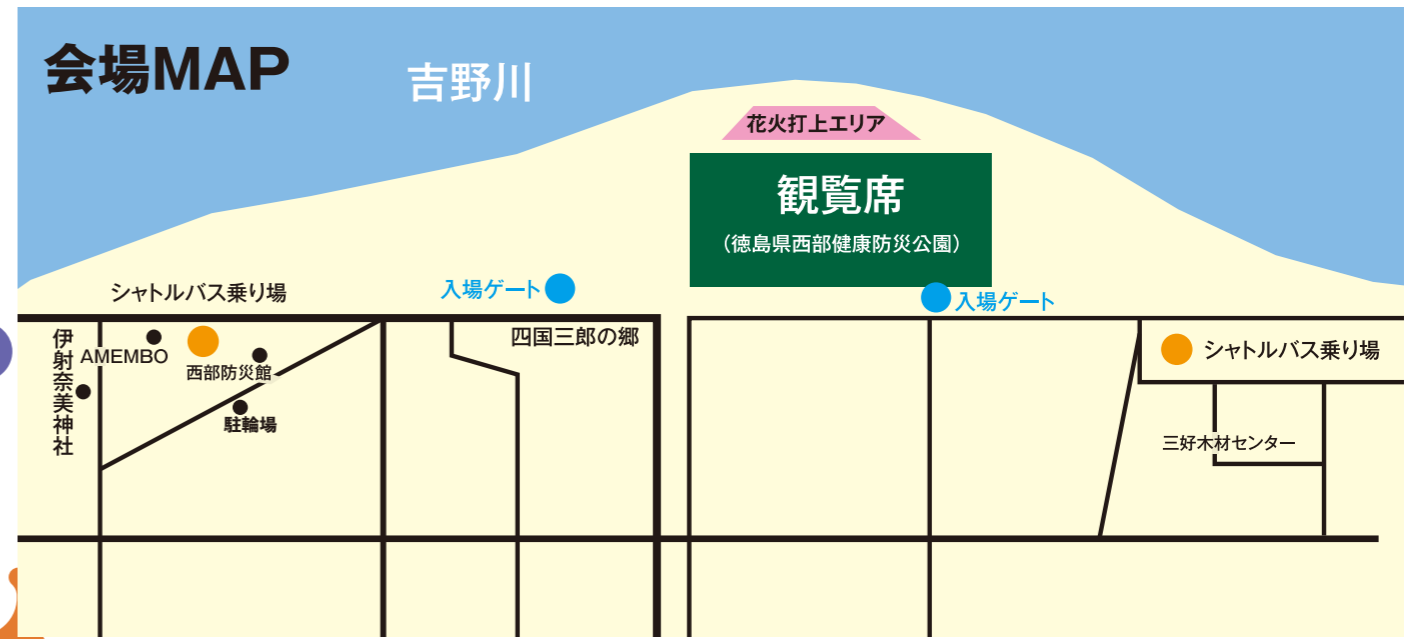 会場MAP
吉野川
花火打上エリア
観覧席
（徳島県西部健康防災公園）
シャトルバス乗り場
入場ゲート
入場ゲート
四国三郎の郷
伊射奈美神社
AMEMBO
西部防災館
駐輪場
シャトルバス乗り場
三好木材センター